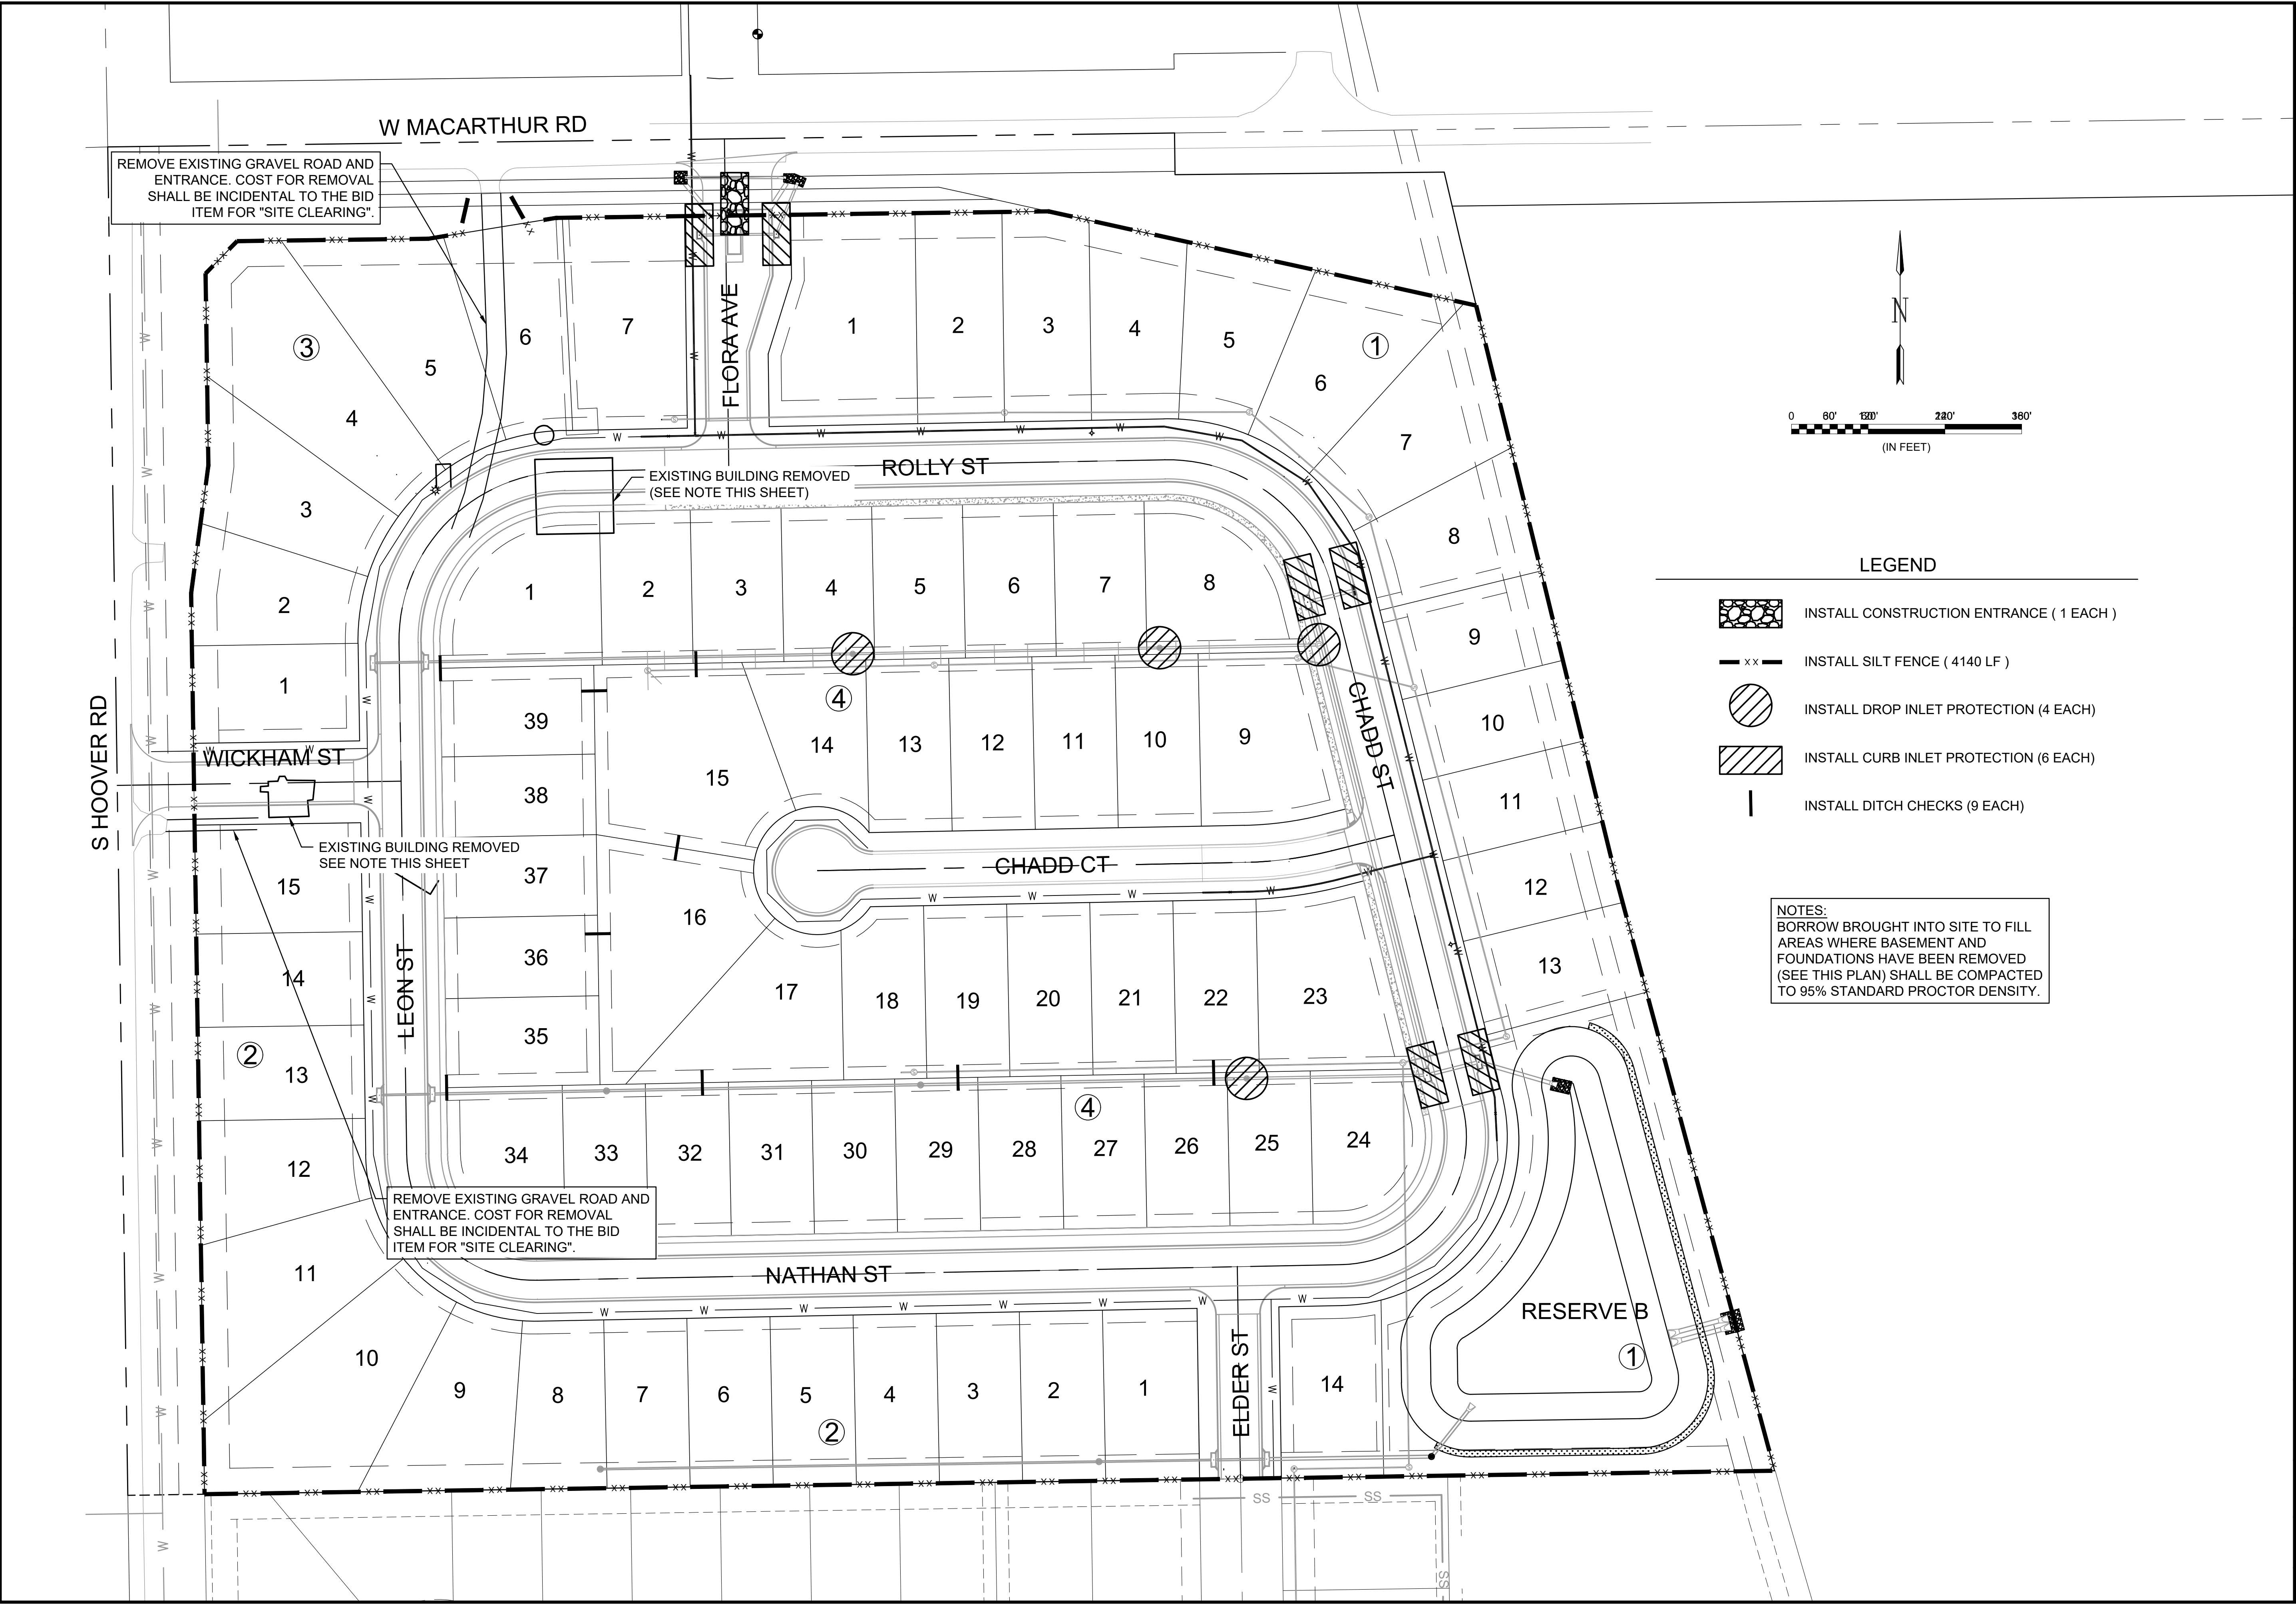 W MACARTHUR RD
REMOVE EXISTING GRAVEL ROAD AND
ENTRANCE. COST FOR REMOVAL
SHALL BE INCIDENTAL TO THE BID
ITEM FOR "SITE CLEARING".
3
4
5
6
7
FLORA AVE
1
2
3
4
5
6
1
7
8
9
10
11
12
13
3
2
1
ROLLY ST
EXISTING BUILDING REMOVED
(SEE NOTE THIS SHEET)
1
2
3
4
5
6
7
8
4
39
38
37
36
35
15
14
13
12
11
10
9
CHADD ST
S HOOVER RD
WICKHAM ST
EXISTING BUILDING REMOVED
SEE NOTE THIS SHEET
CHADD CT
16
17
18
19
20
21
22
23
LEON ST
15
14
2
13
12
11
4
34
33
32
31
30
29
28
27
26
25
24
REMOVE EXISTING GRAVEL ROAD AND
ENTRANCE. COST FOR REMOVAL
SHALL BE INCIDENTAL TO THE BID
ITEM FOR "SITE CLEARING".
NATHAN ST
10
9
8
7
6
5
4
3
2
1
2
ELDER ST
14
RESERVE B
1
SS
SS
SS
N
0 60' 360'
(IN FEET)
LEGEND
INSTALL CONSTRUCTION ENTRANCE ( 1 EACH )
XX INSTALL SILT FENCE ( 4140 LF )
INSTALL DROP INLET PROTECTION (4 EACH)
INSTALL CURB INLET PROTECTION (6 EACH)
INSTALL DITCH CHECKS (9 EACH)
NOTES:
BORROW BROUGHT INTO SITE TO FILL
AREAS WHERE BASEMENT AND
FOUNDATIONS HAVE BEEN REMOVED
(SEE THIS PLAN) SHALL BE COMPACTED
TO 95% STANDARD PROCTOR DENSITY.